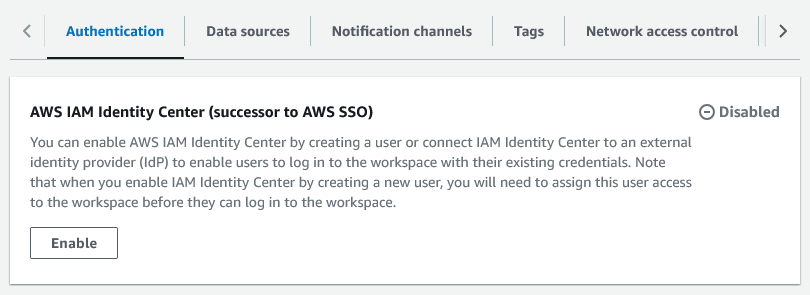 Authentication Data sources Notification channels Tags Network access control
AWS IAM Identity Center (successor to AWS SSO) Disabled
You can enable AWS IAM Identity Center by creating a user or connect IAM Identity Center to an external
identity provider (IdP) to enable users to log in to the workspace with their existing credentials. Note
that when you enable IAM Identity Center by creating a new user, you will need to assign this user access
to the workspace before they can log in to the workspace.
Enable